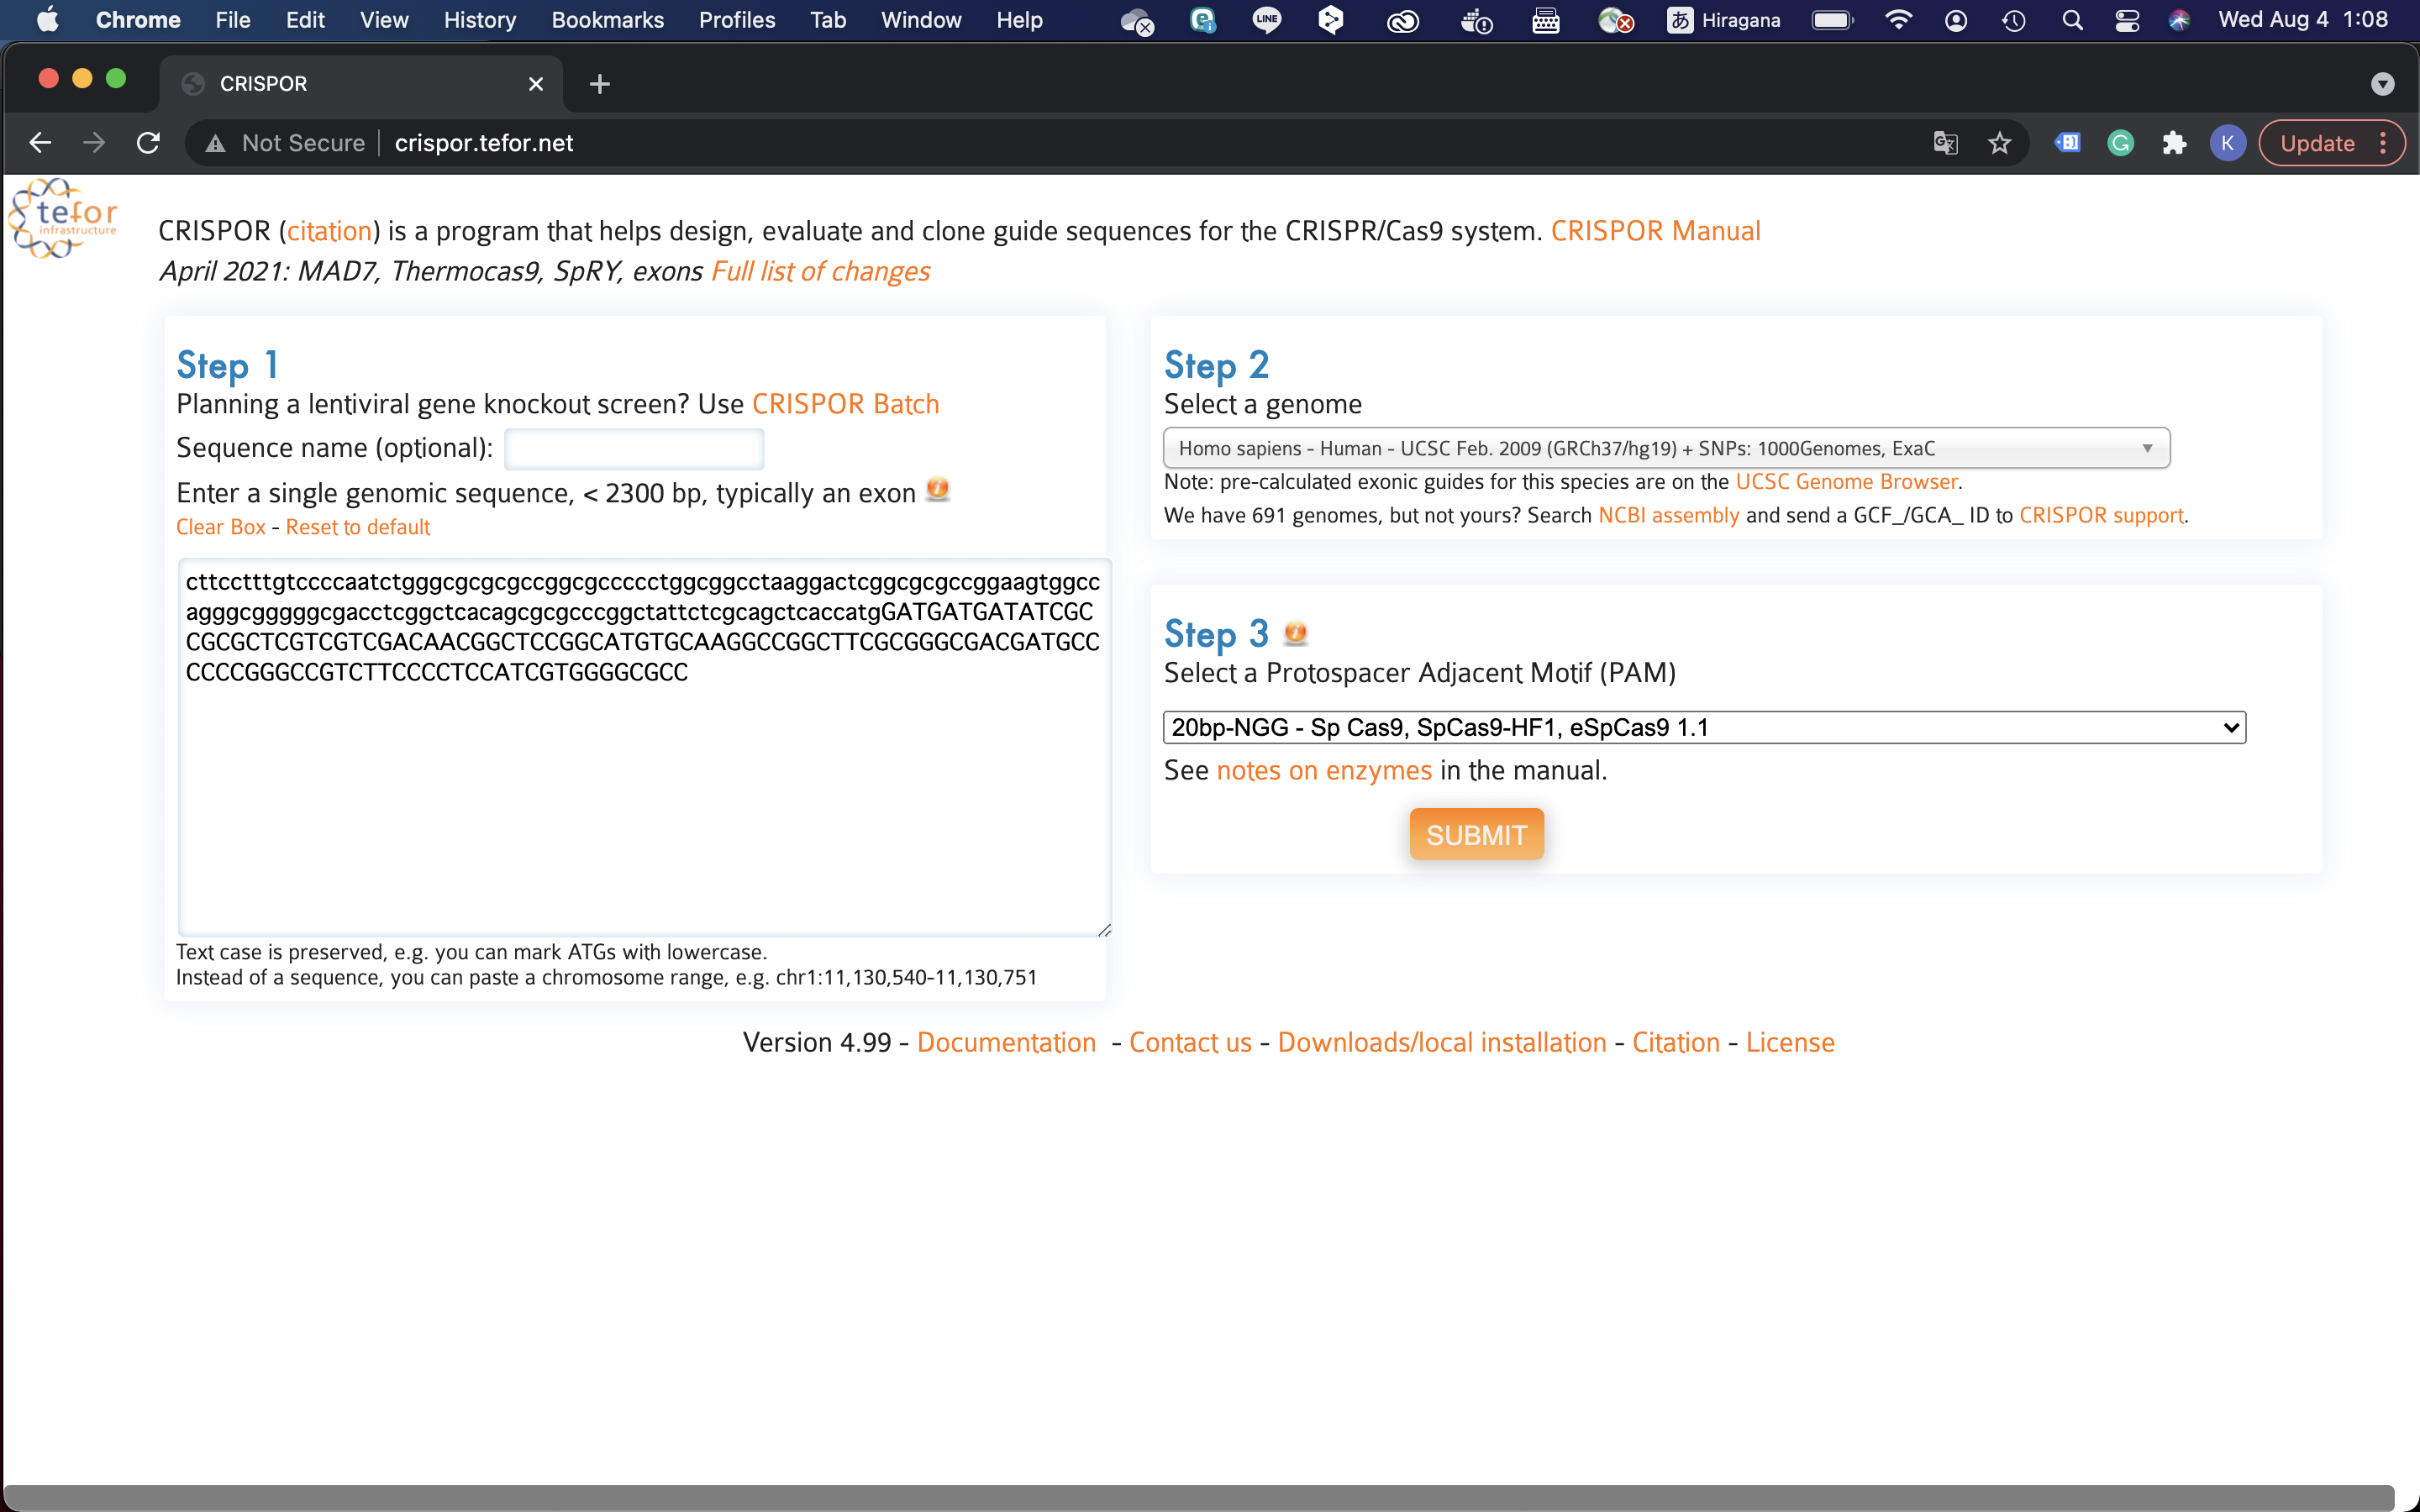 Chrome File Edit View History Bookmarks Profiles Tab Window Help LINE あ Hiragana Wed Aug 4 1:08
CRISPOR
Not Secure crispor.tefor.net K Update
tefor
infrastructure
CRISPOR (citation) is a program that helps design, evaluate and clone guide sequences for the CRISPR/Cas9 system. CRISPOR Manual
April 2021: MAD7, Thermocas9, SpRY, exons Full list of changes
Step 1
Planning a lentiviral gene knockout screen? Use CRISPOR Batch
Sequence name (optional):
Enter a single genomic sequence, < 2300 bp, typically an exon
Clear Box - Reset to default
cttcctttgtccccaatctgggcgcgcgccggcgccccctggcggcctaaggactcggcgcgccggaagtggcc
agggcgggggcgacctcggctcacagcgcgcccggctattctcgcagctcaccatgGATGATGATATCGC
CGCGCTCGTCGTCGACAACGGCTCCGGCATGTGCAAGGCCGGCTTCGCGGGCGACGATGCC
CCCCGGGCCGTCTTCCCCTCCATCGTGGGGCGCC
Text case is preserved, e.g. you can mark ATGs with lowercase.
Instead of a sequence, you can paste a chromosome range, e.g. chr1:11,130,540-11,130,751
Step 2
Select a genome
Homo sapiens - Human - UCSC Feb. 2009 (GRCh37/hg19) + SNPs: 1000Genomes, ExaC
Note: pre-calculated exonic guides for this species are on the UCSC Genome Browser.
We have 691 genomes, but not yours? Search NCBI assembly and send a GCF_/GCA_ ID to CRISPOR support.
Step 3
Select a Protospacer Adjacent Motif (PAM)
20bp-NGG - Sp Cas9, SpCas9-HF1, eSpCas9 1.1
See notes on enzymes in the manual.
SUBMIT
Version 4.99 - Documentation - Contact us - Downloads/local installation - Citation - License